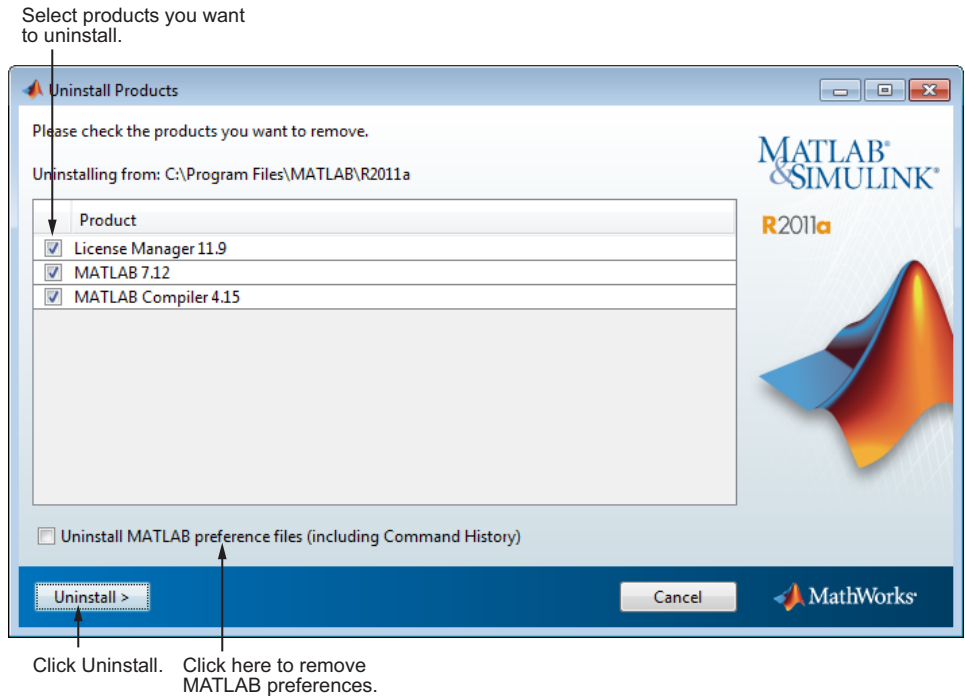 Select products you want
to uninstall.
Uninstall Products
Please check the products you want to remove.
Uninstalling from: C:\Program Files\MATLAB\R2011a
MATLAB®
&SIMULINK®
R2011a
Product
License Manager 11.9
MATLAB 7.12
MATLAB Compiler 4.15
Uninstall MATLAB preference files (including Command History)
Uninstall >
Cancel
MathWorks®
Click Uninstall.
Click here to remove
MATLAB preferences.